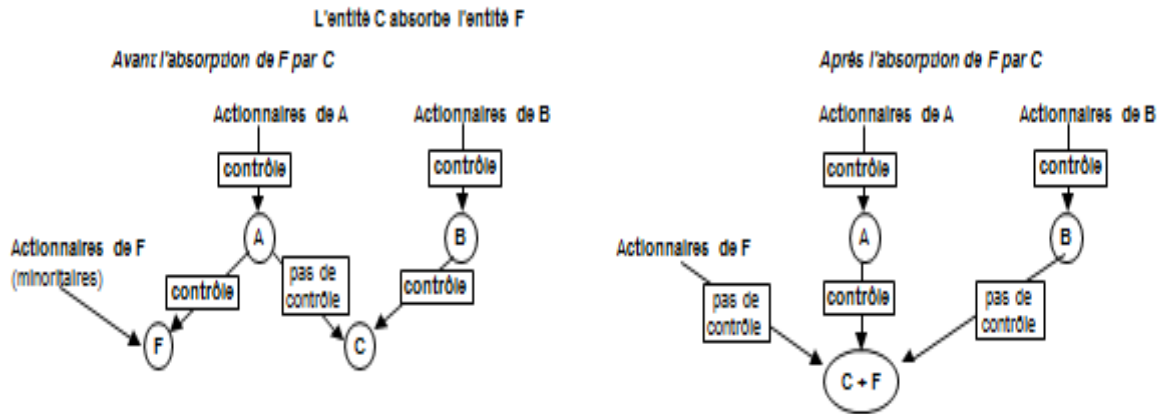 L'entité C absorbe l'entité F
Avant l'absorption de F par C
Actionnaires de A
Actionnaires de B
contrôle
contrôle
A
B
Actionnaires de F
(minoritaires)
contrôle
pas de
contrôle
contrôle
F
C
Après l'absorption de F par C
Actionnaires de A
Actionnaires de B
contrôle
contrôle
A
B
Actionnaires de F
pas de
contrôle
contrôle
pas de
contrôle
C + F